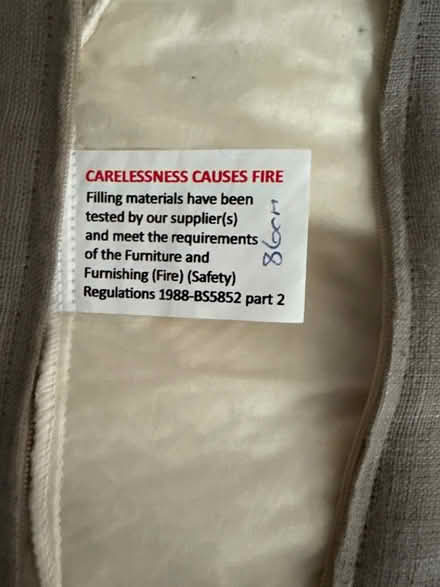 CARELESSNESS CAUSES FIRE
Filling materials have been
tested by our supplier(s)
and meet the requirements
of the Furniture and
Furnishing (Fire) (Safety)
Regulations 1988-BS5852 part 2
86cm